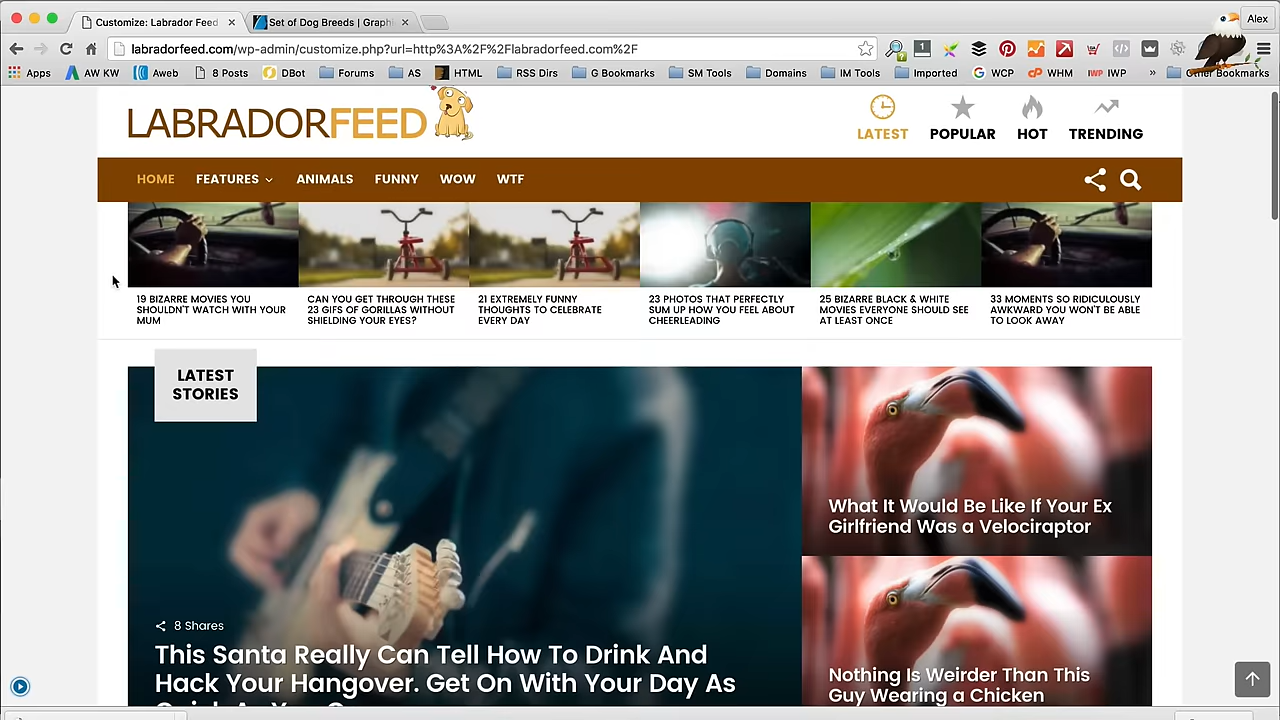 Customize: Labrador Feed
Set of Dog Breeds | Graphi
Alex
labradorfeed.com/wp-admin/customize.php?url=http%3A%2F%2Flabradorfeed.com%2F
Apps
AW KW
Aweb
8 Posts
DBot
Forums
AS
HTML
RSS Dirs
G Bookmarks
SM Tools
Domains
IM Tools
Imported
WCP
WHM
IWP
Other Bookmarks
LABRADORFEED
LATEST
POPULAR
HOT
TRENDING
HOME
FEATURES
ANIMALS
FUNNY
WOW
WTF
19 BIZARRE MOVIES YOU
SHOULDN'T WATCH WITH YOUR
MUM
CAN YOU GET THROUGH THESE
23 GIFS OF GORILLAS WITHOUT
SHIELDING YOUR EYES?
21 EXTREMELY FUNNY
THOUGHTS TO CELEBRATE
EVERY DAY
23 PHOTOS THAT PERFECTLY
SUM UP HOW YOU FEEL ABOUT
CHEERLEADING
25 BIZARRE BLACK & WHITE
MOVIES EVERYONE SHOULD SEE
AT LEAST ONCE
33 MOMENTS SO RIDICULOUSLY
AWKWARD YOU WON'T BE ABLE
TO LOOK AWAY
LATEST
STORIES
8 Shares
This Santa Really Can Tell How To Drink And
Hack Your Hangover. Get On With Your Day As
What It Would Be Like If Your Ex
Girlfriend Was a Velociraptor
Nothing Is Weirder Than This
Guy Wearing a Chicken